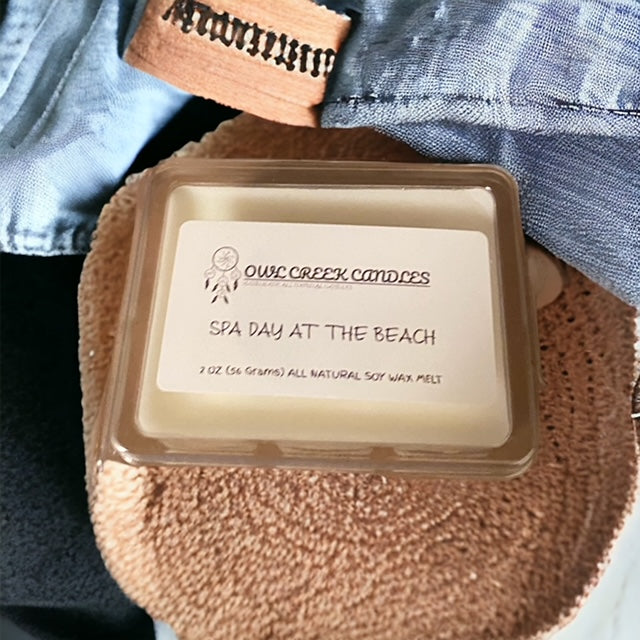 OWL CREEK CANDLES
SPA DAY AT THE BEACH
2 OZ (56 Grams) ALL NATURAL SOY WAX MELT